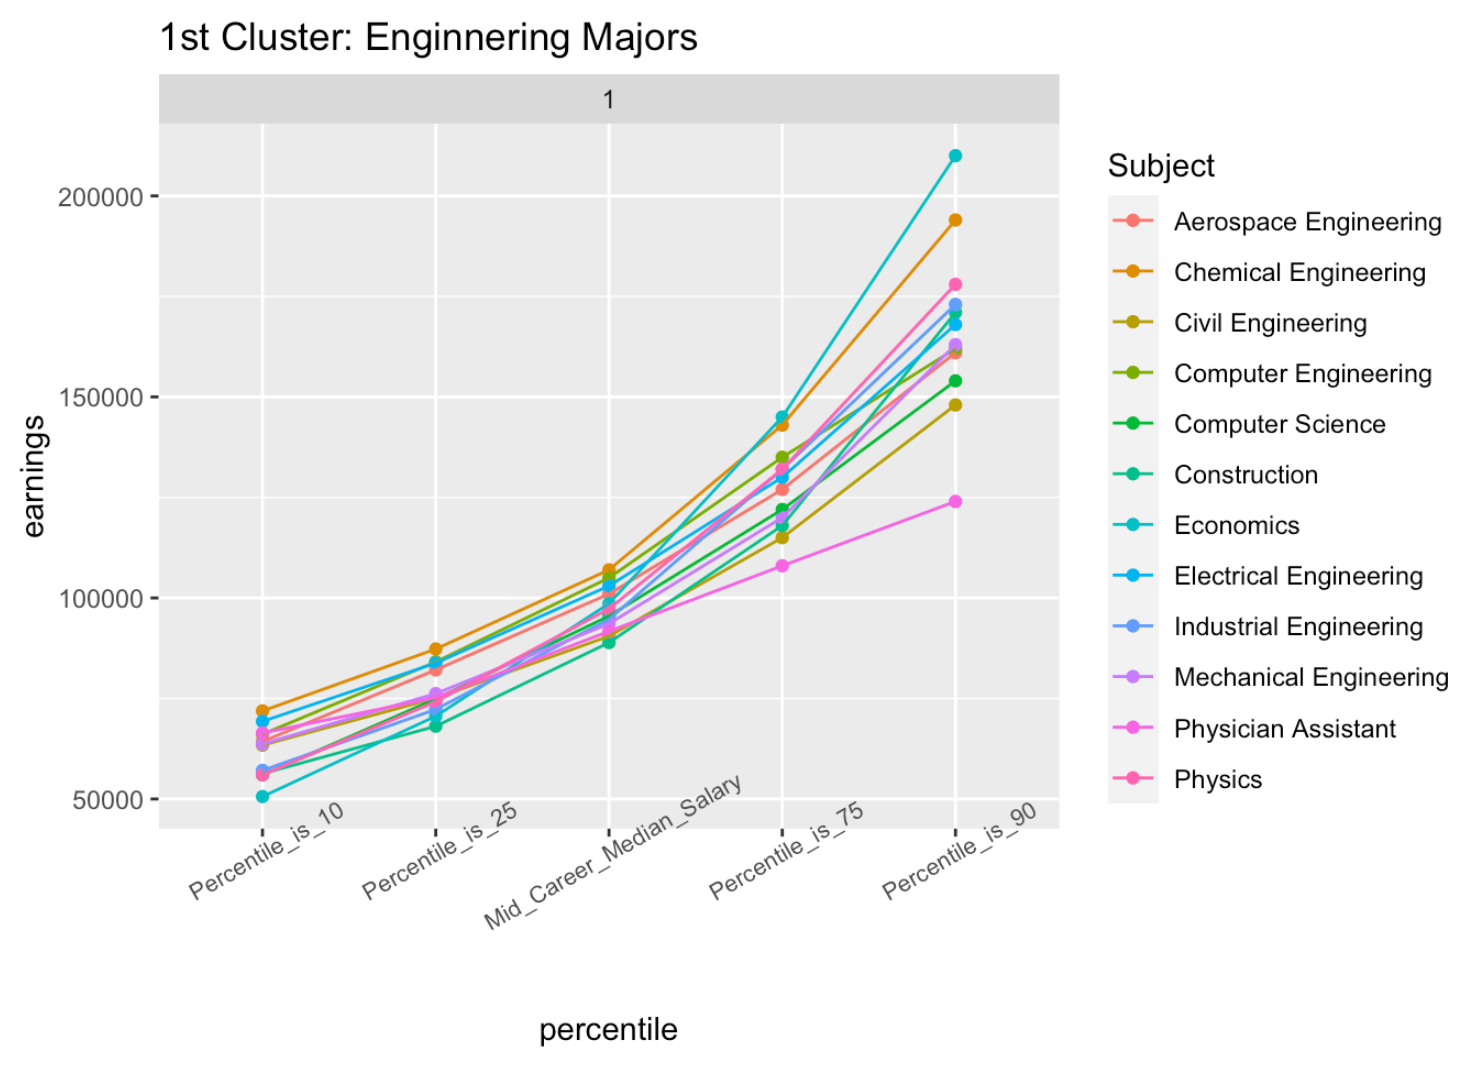 1st Cluster: Enginnering Majors
1
earnings
200000
150000
100000
50000
Percentile_is_10
Percentile_is_25
Mid_Career_Median_Salary
Percentile_is_75
Percentile_is_90
percentile
Subject
Aerospace Engineering
Chemical Engineering
Civil Engineering
Computer Engineering
Computer Science
Construction
Economics
Electrical Engineering
Industrial Engineering
Mechanical Engineering
Physician Assistant
Physics